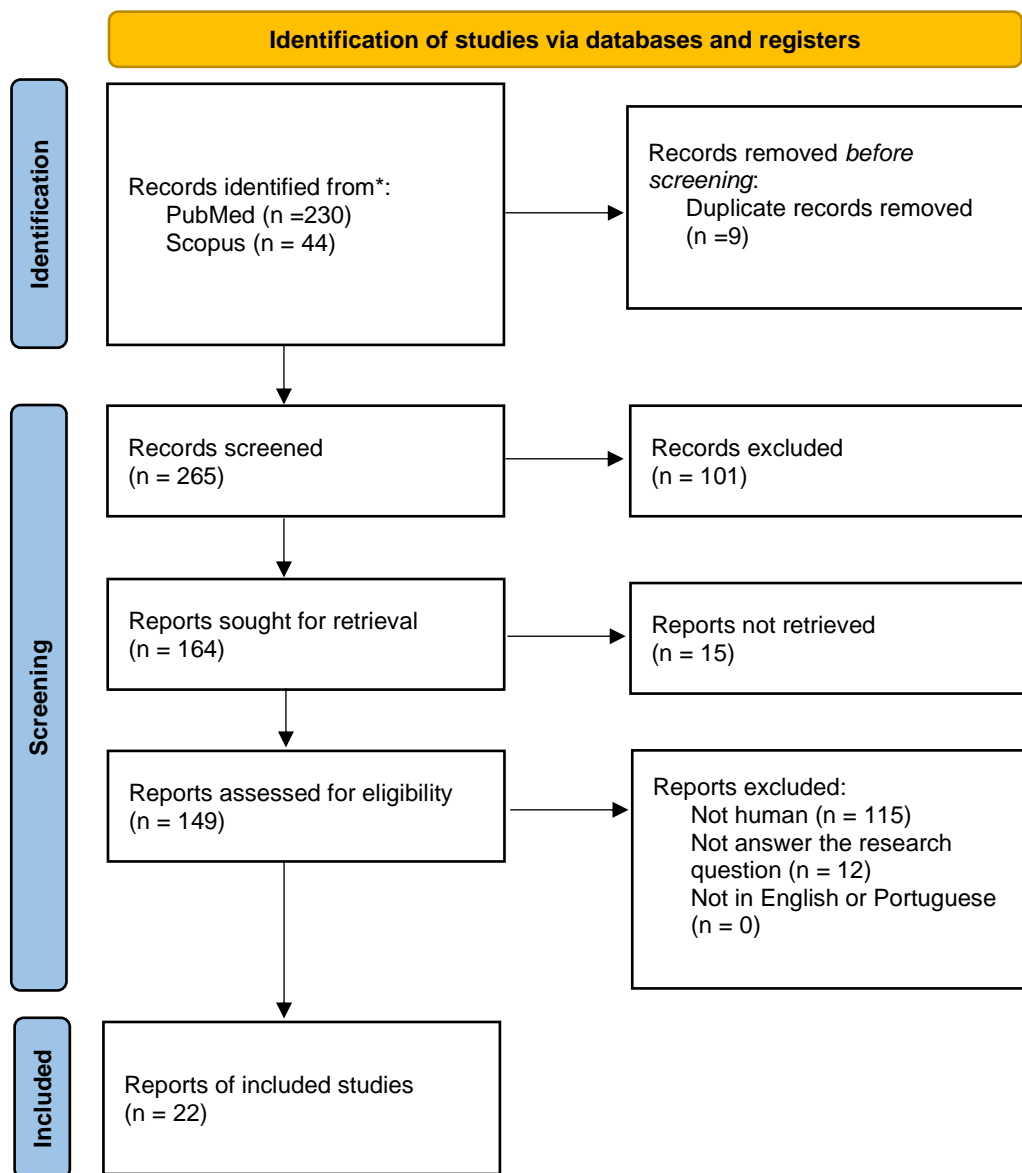 Identification of studies via databases and registers
Identification
Records identified from*:
PubMed (n =230)
Scopus (n = 44)
Records removed before
screening:
Duplicate records removed
(n =9)
Screening
Records screened
(n = 265)
Records excluded
(n = 101)
Reports sought for retrieval
(n = 164)
Reports not retrieved
(n = 15)
Reports assessed for eligibility
(n = 149)
Reports excluded:
Not human (n = 115)
Not answer the research
question (n = 12)
Not in English or Portuguese
(n = 0)
Included
Reports of included studies
(n = 22)